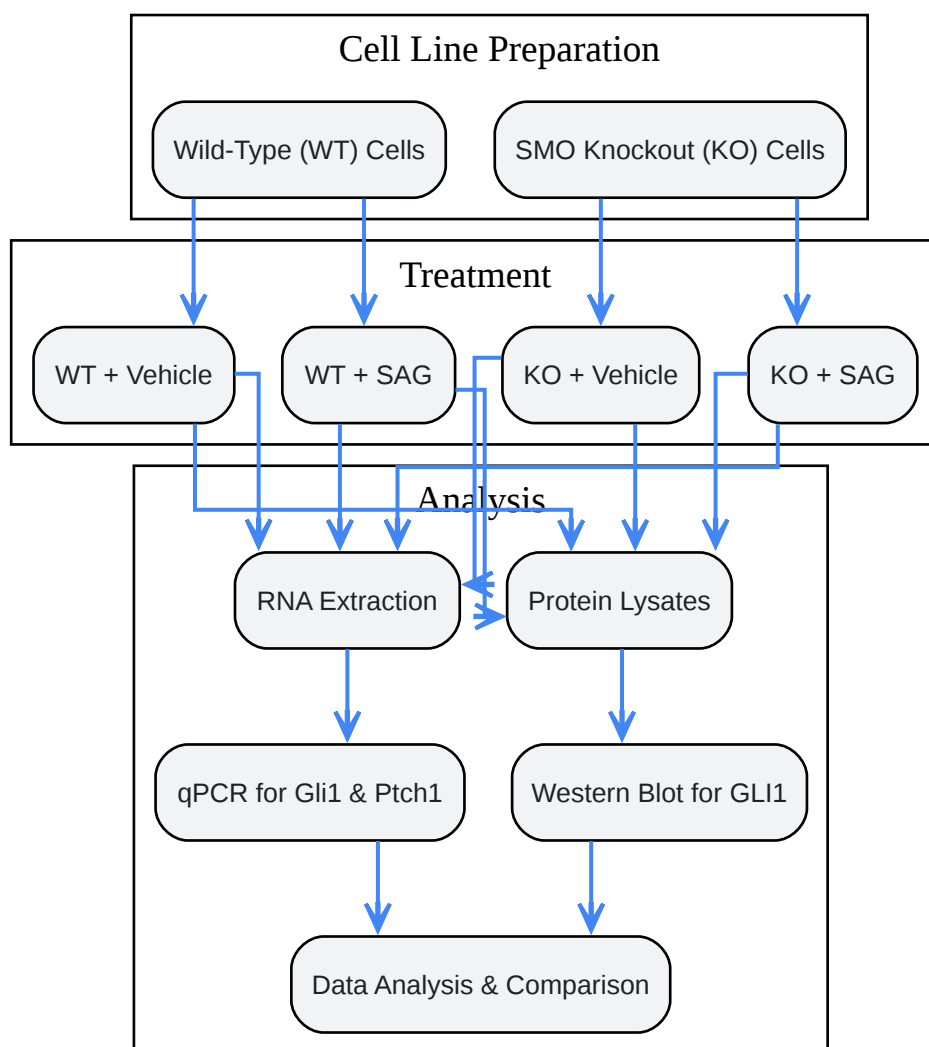 Cell Line Preparation
Wild-Type (WT) Cells
SMO Knockout (KO) Cells
Treatment
WT + Vehicle
WT + SAG
KO + Vehicle
KO + SAG
Analysis
RNA Extraction
Protein Lysates
qPCR for Gli1 & Ptch1
Western Blot for GLI1
Data Analysis & Comparison